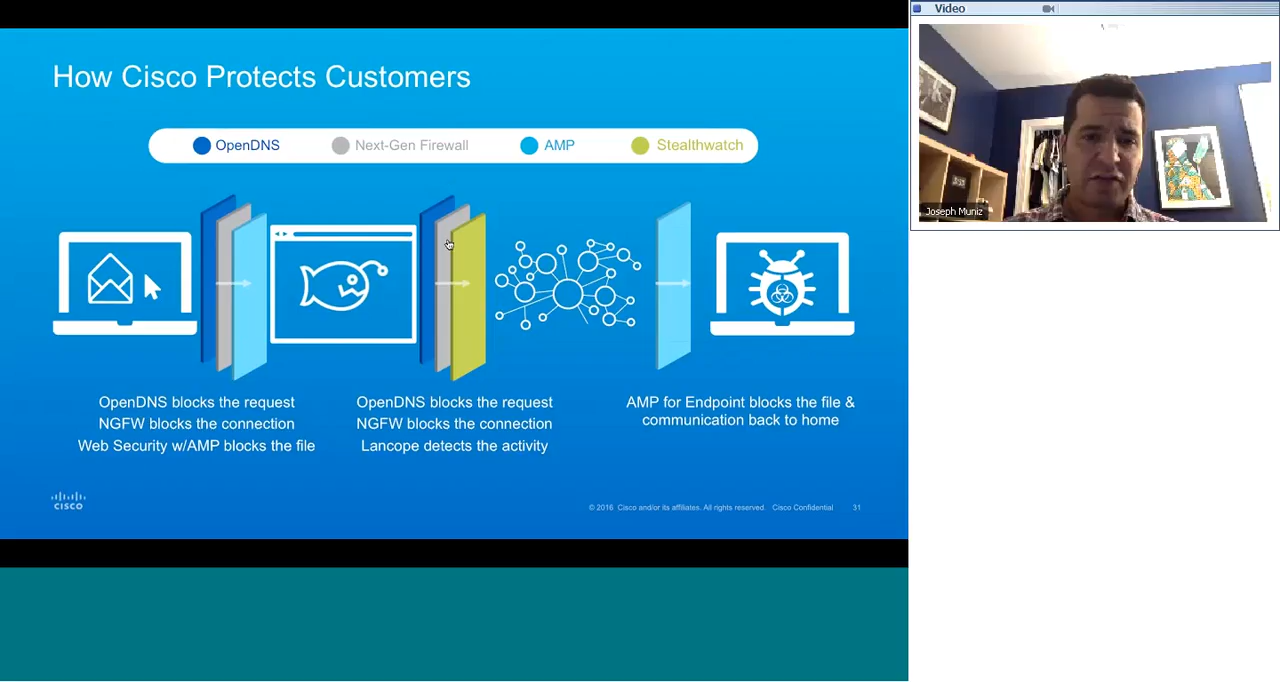 Video
How Cisco Protects Customers
OpenDNS
Next-Gen Firewall
AMP
Stealthwatch
Joseph Muniz
OpenDNS blocks the request
NGFW blocks the connection
Web Security w/AMP blocks the file
OpenDNS blocks the request
NGFW blocks the connection
Lancope detects the activity
AMP for Endpoint blocks the file &
communication back to home
CISCO
© 2016 Cisco and/or its affiliates. All rights reserved. Cisco Confidential 31